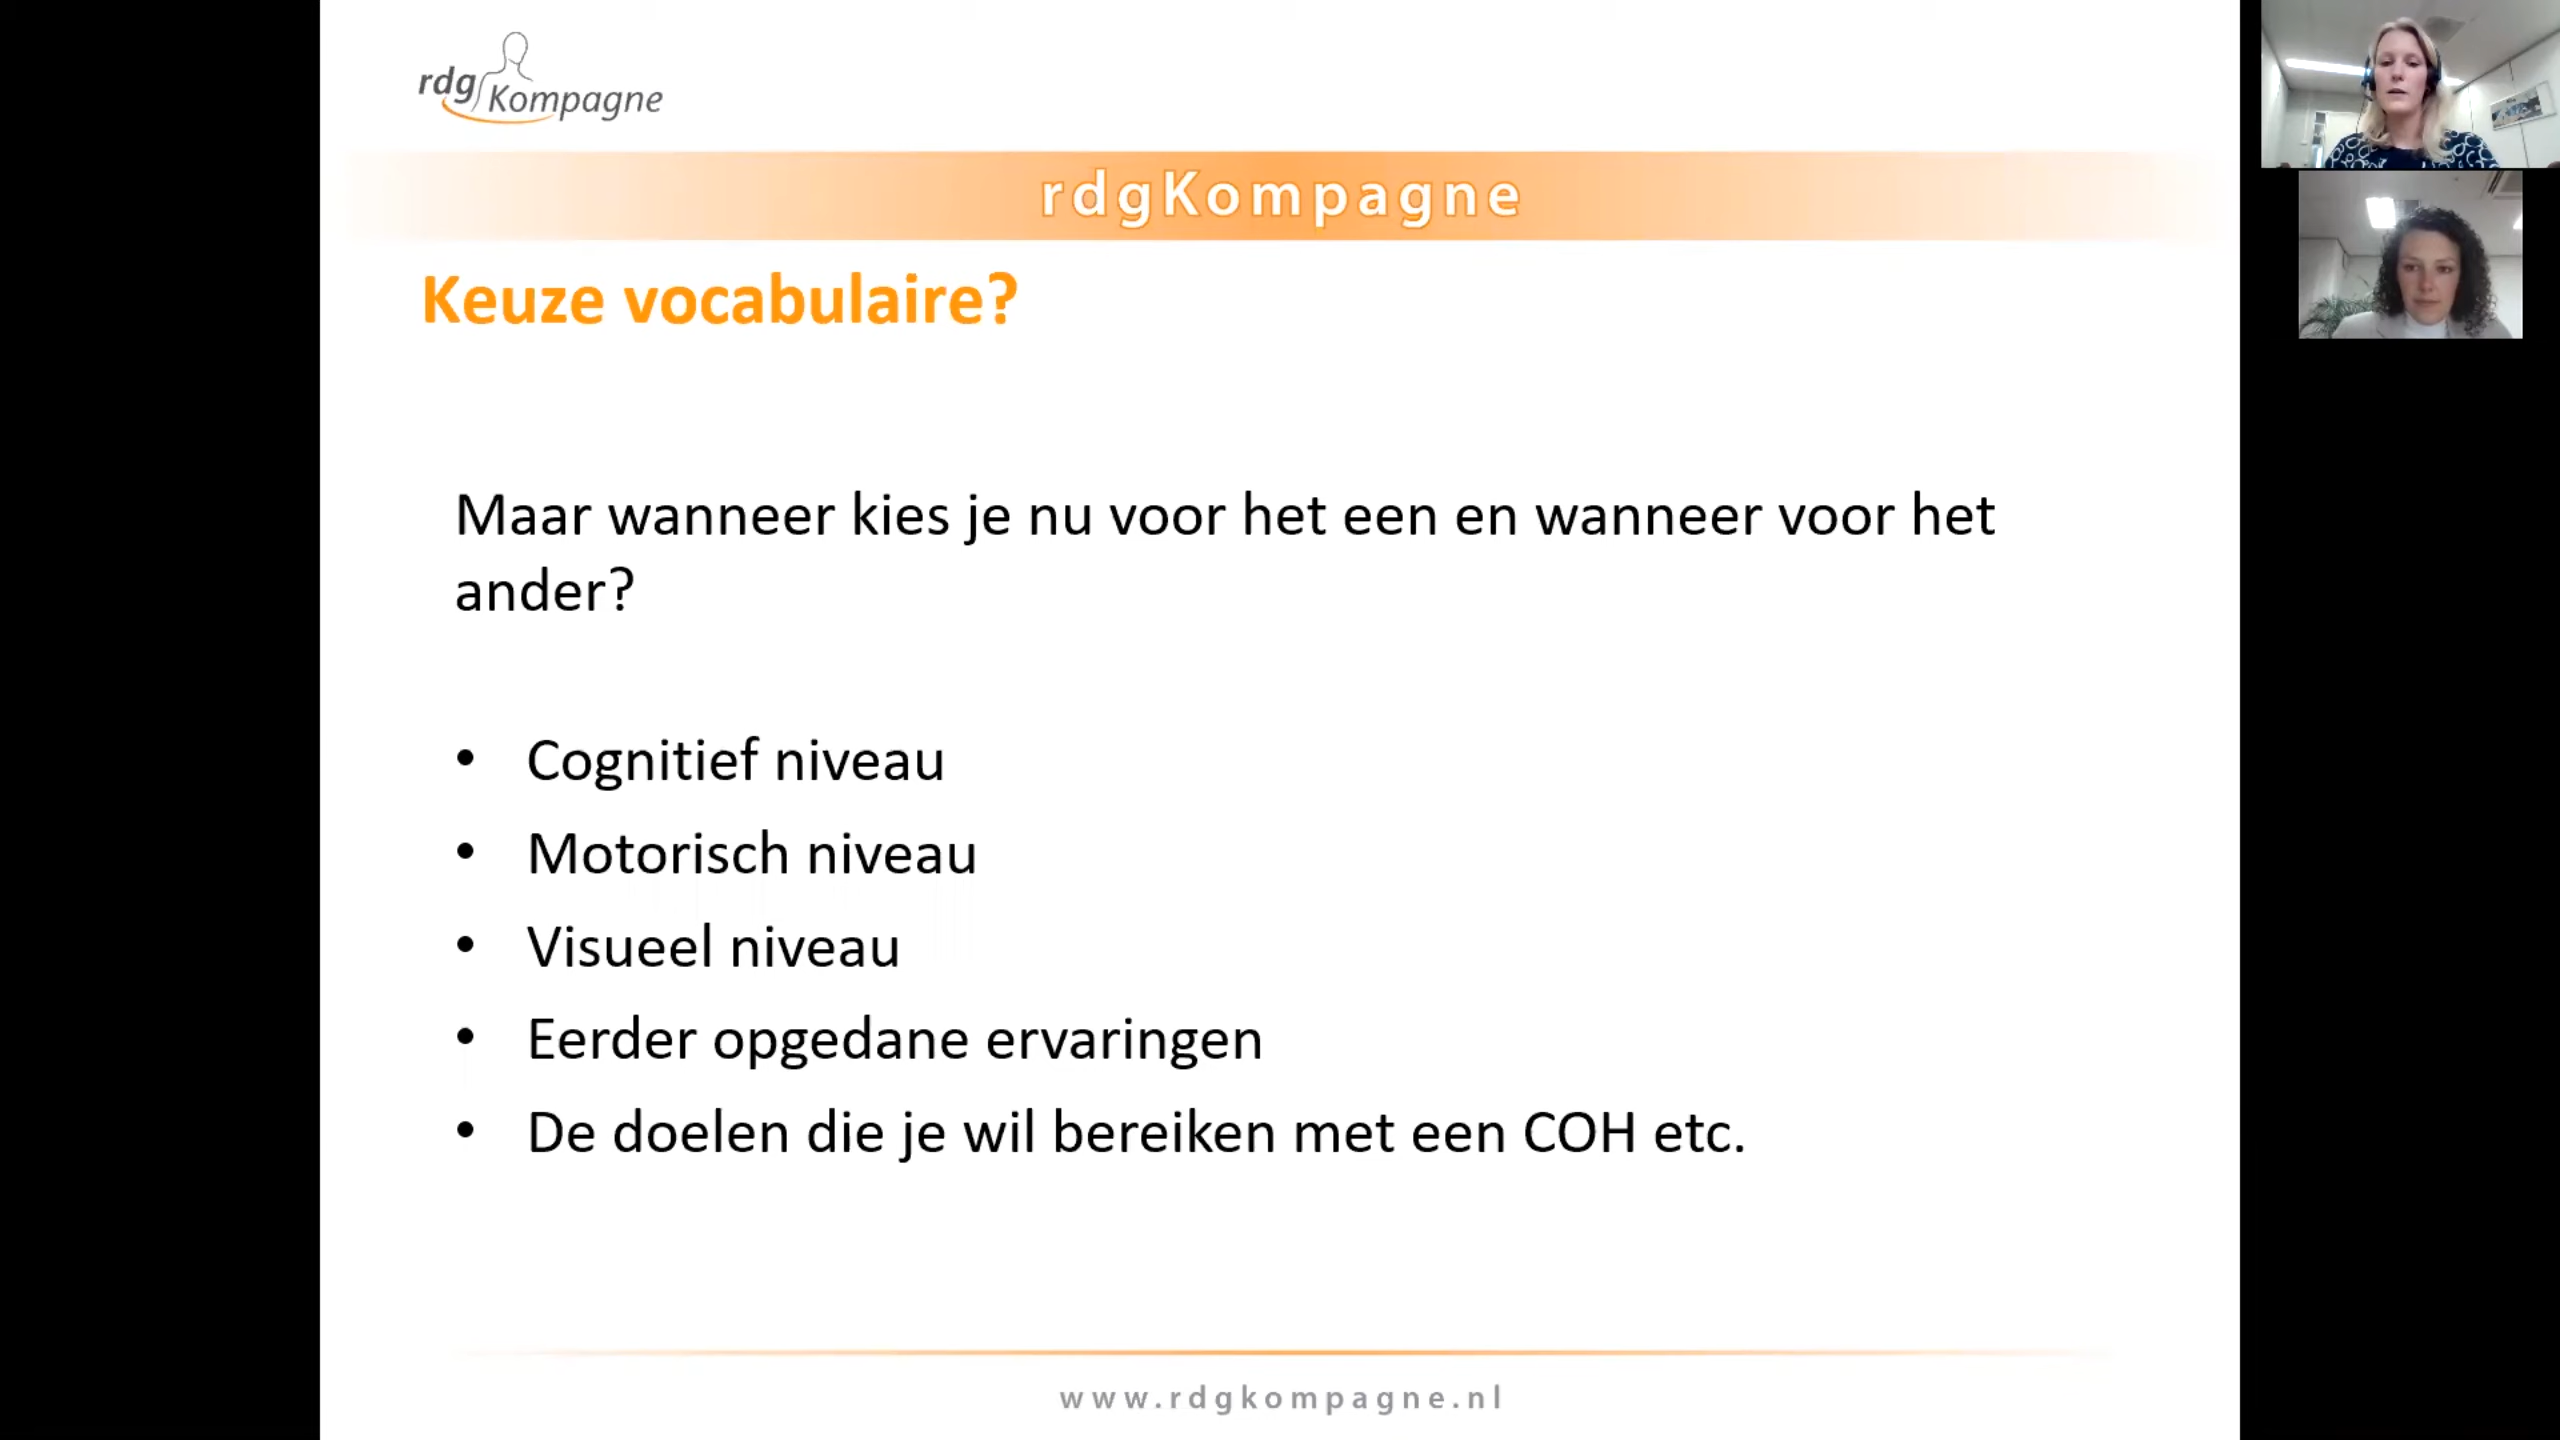 rdg Kompagne
rdgKompagne
Keuze vocabulaire?
Maar wanneer kies je nu voor het een en wanneer voor het
ander?
• Cognitief niveau
• Motorisch niveau
• Visueel niveau
• Eerder opgedane ervaringen
• De doelen die je wil bereiken met een COH etc.
www.rdgkompagne.nl